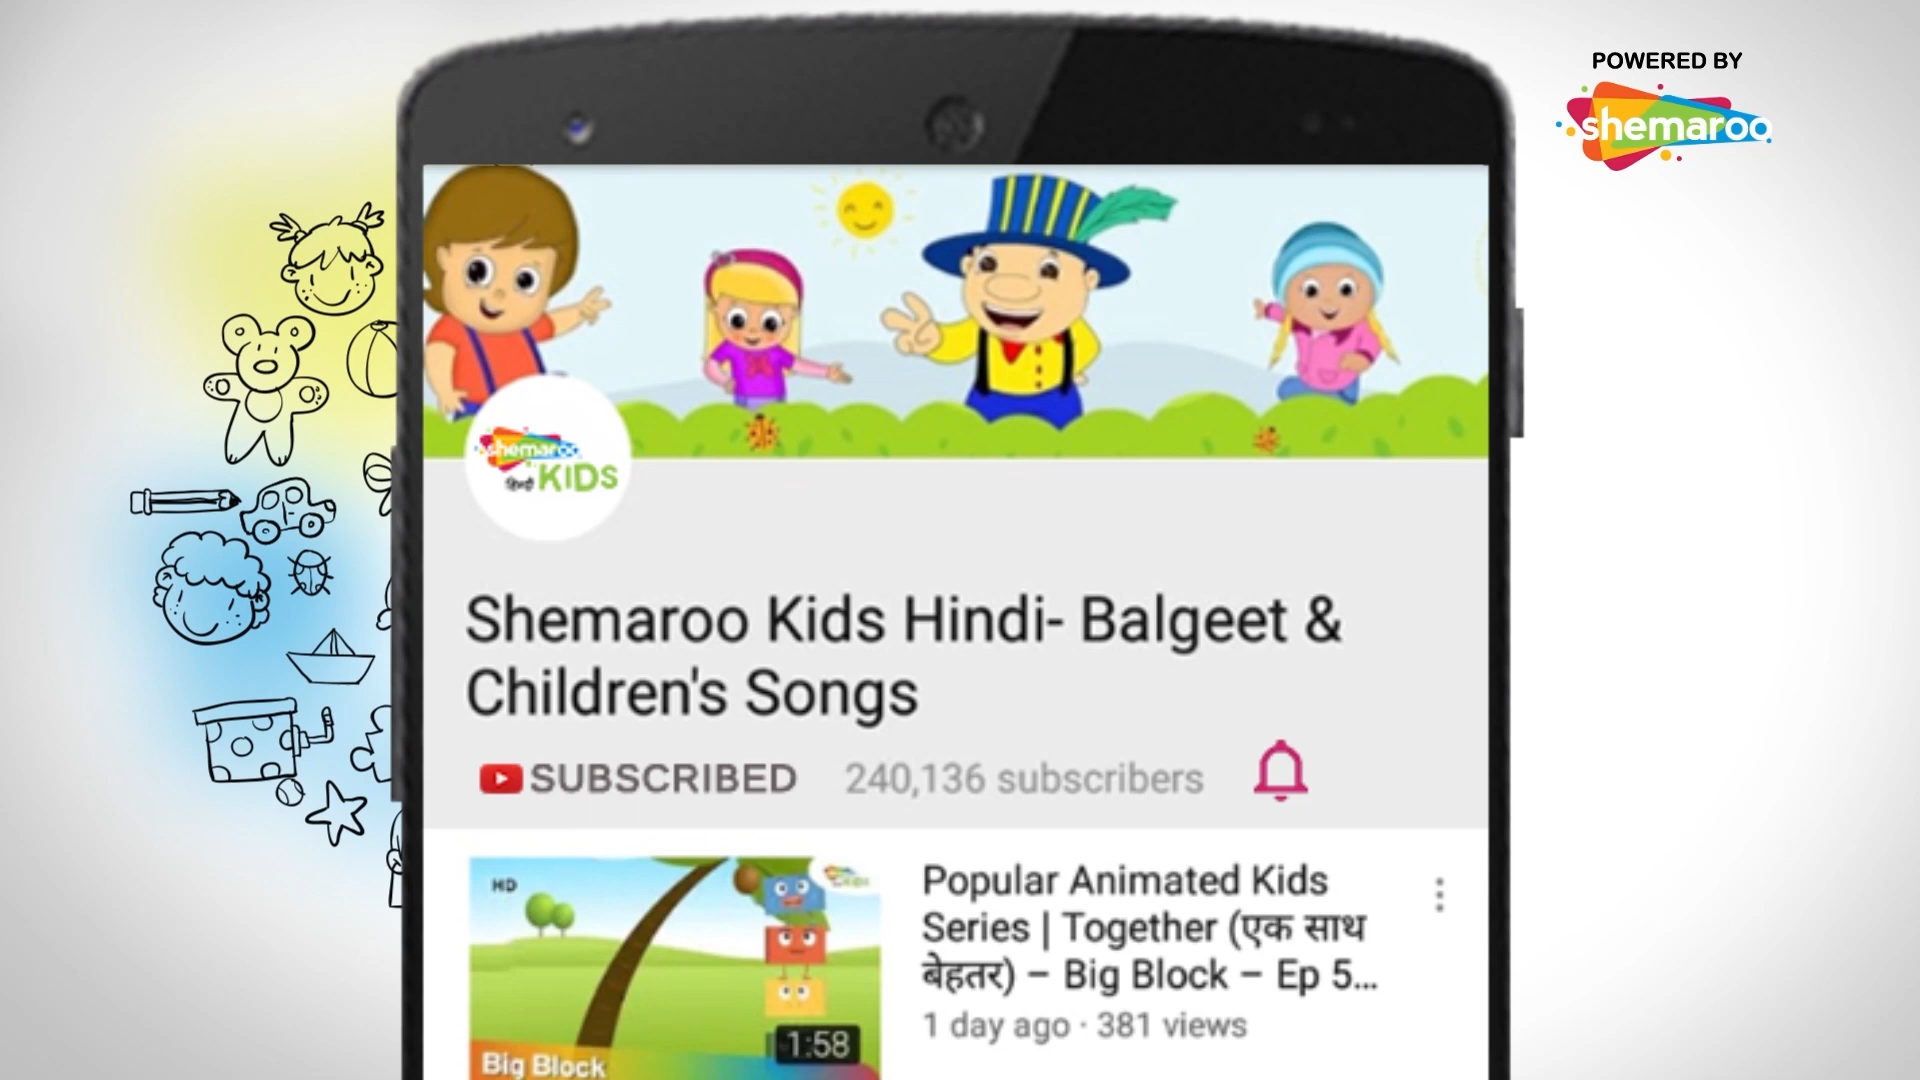 POWERED BY
shemaroo
shemaroo
हिन्दी KIDS
Shemaroo Kids Hindi- Balgeet &
Children's Songs
SUBSCRIBED 240,136 subscribers
HD
Popular Animated Kids
Series | Together (एक साथ
बेहतर) – Big Block – Ep 5...
1 day ago · 381 views
1:58
Big Block